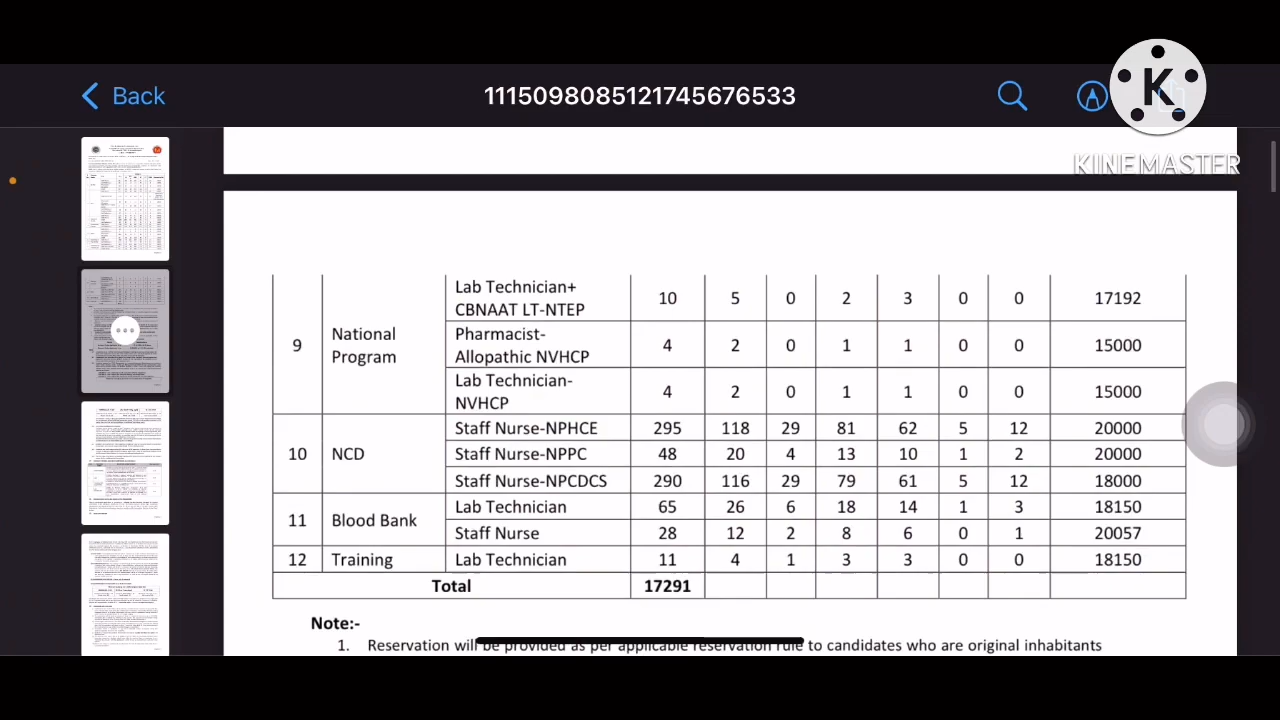 Back
1115098085121745676533
K
KINEMASTER
9 National Program Lab Technician+ CBNAAT LT-NTEP 10 5 0 2 3 0 0 17192
Pharmacist- Allopathic NVHCP 4 2 0 1 1 0 0 15000
Lab Technician- NVHCP 4 2 0 1 1 0 0 15000
10 NCD Staff Nurse-NPHCE 295 118 29 81 62 5 12 20000
Staff Nurse-NPPC 48 20 4 13 10 1 2 20000
Staff Nurse-NPCDCS 290 116 29 79 61 5 12 18000
11 Blood Bank Lab Technician 65 26 6 18 14 1 3 18150
Staff Nurse 28 12 2 8 6 0 1 20057
12 Training Lab Technician 11 4 1 3 3 0 0 18150
Total 17291
Note:-
1. Reservation will be provided as per applicable reservation rule to candidates who are original inhabitants